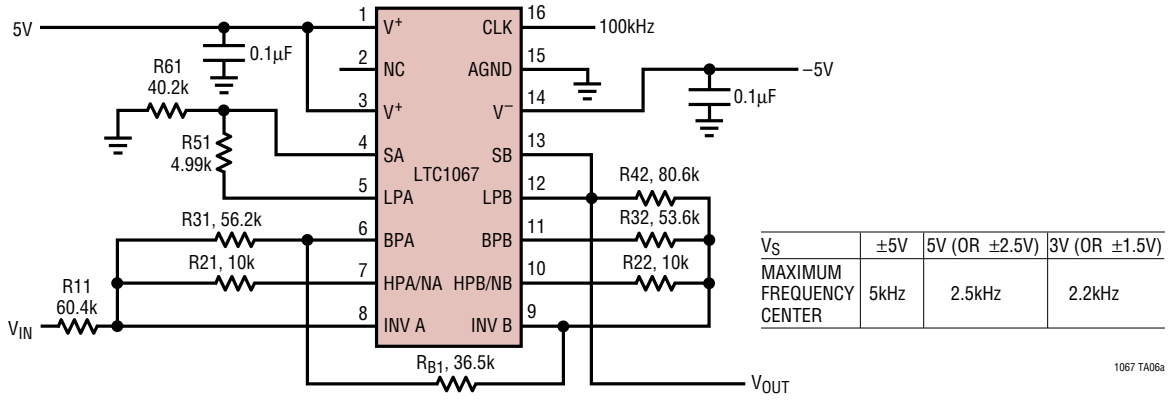 5V
0.1µF
1
V+
CLK
16
100kHz
2
NC
AGND
15
R61
40.2k
3
V+
V−
14
−5V
0.1µF
R51
4.99k
4
SA
SB
13
LTC1067
5
LPA
LPB
12
R42, 80.6k
R31, 56.2k
6
BPA
BPB
11
R32, 53.6k
R21, 10k
7
HPA/NA
HPB/NB
10
R22, 10k
R11
60.4k
VIN
8
INV A
INV B
9
RB1, 36.5k
VOUT
VS ±5V 5V (OR ±2.5V) 3V (OR ±1.5V)
MAXIMUM
FREQUENCY 5kHz 2.5kHz 2.2kHz
CENTER
1067 TA06a